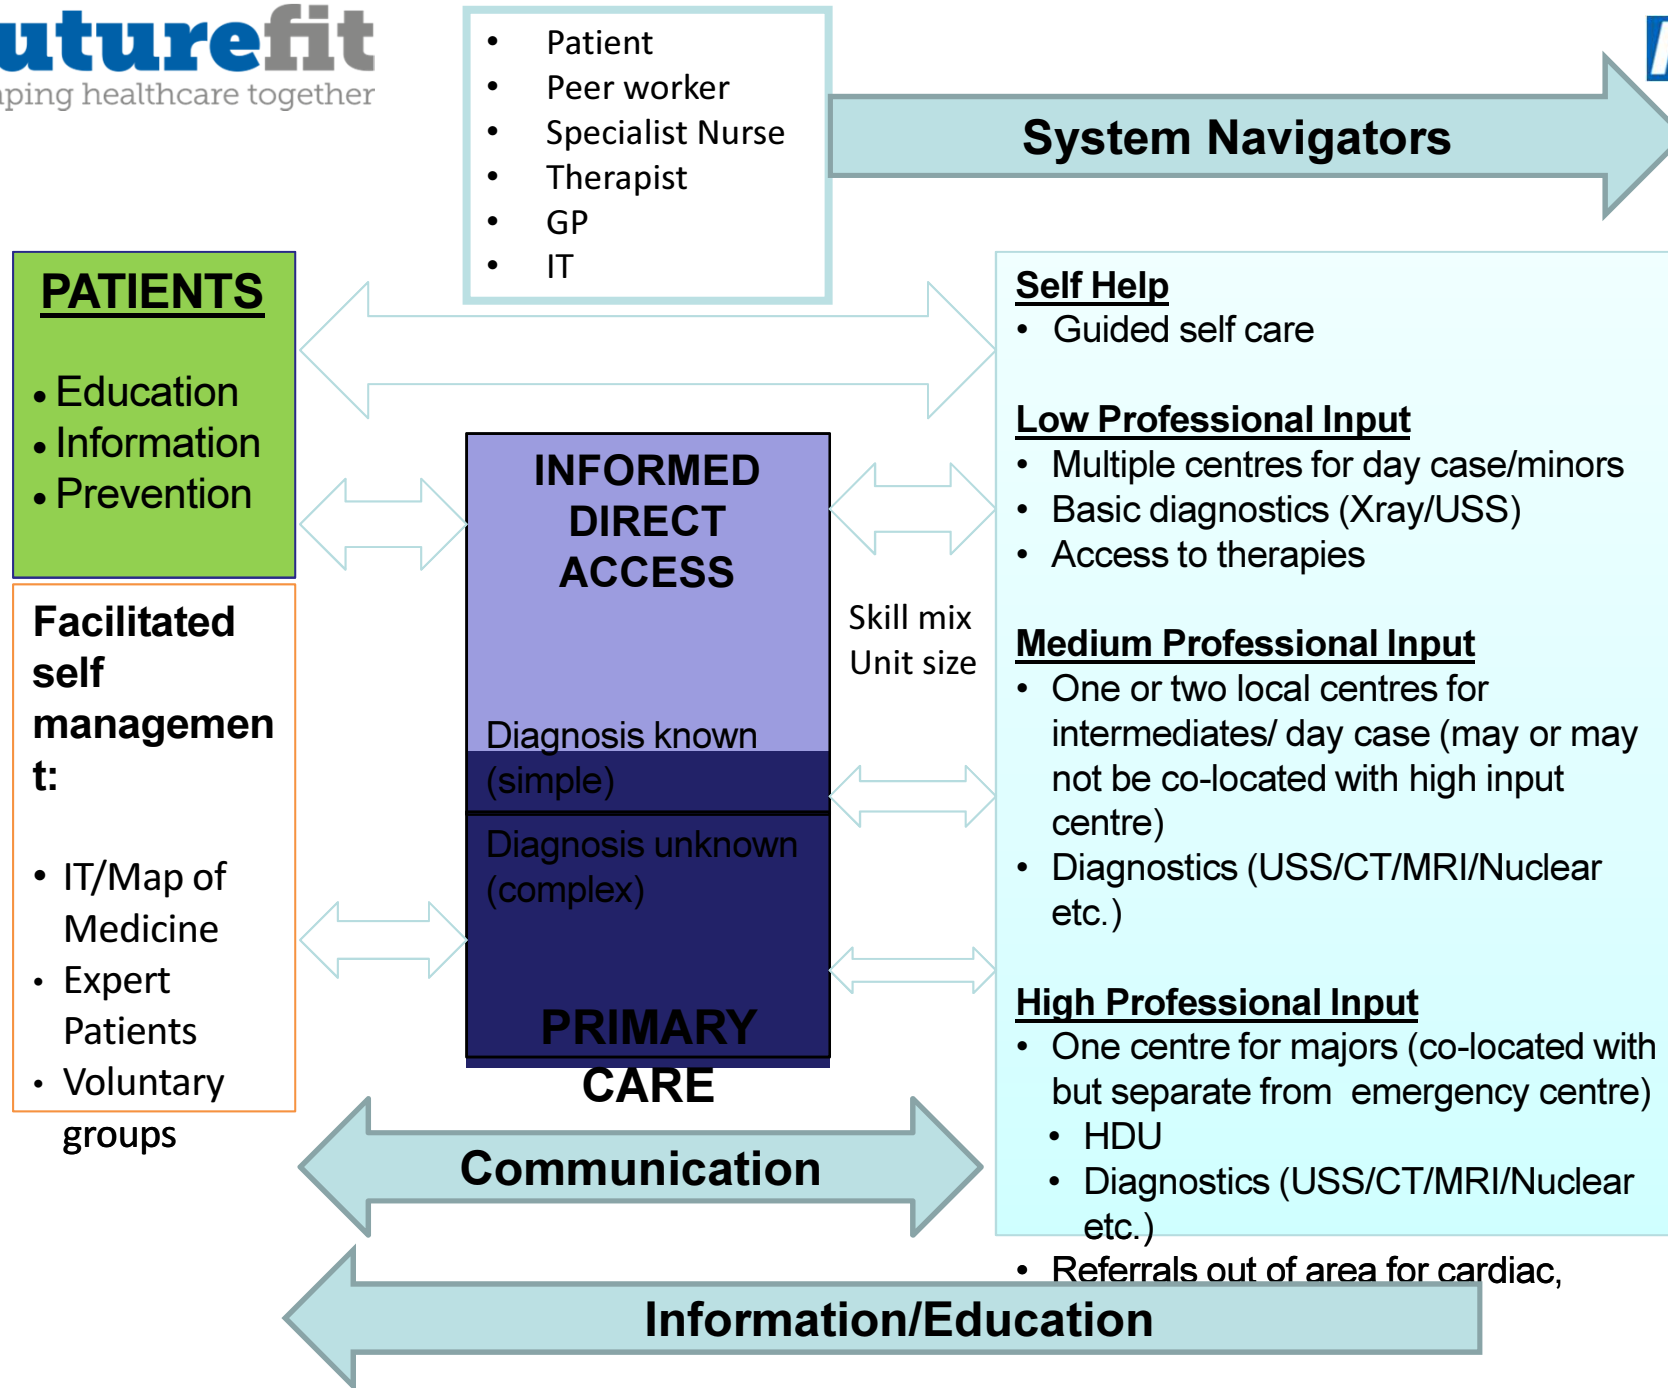 uturefit
aping healthcare together
• Patient
• Peer worker
• Specialist Nurse
• Therapist
• GP
• IT
System Navigators
PATIENTS
• Education
• Information
• Prevention
Facilitated
self
managemen
t:
• IT/Map of
Medicine
• Expert
Patients
• Voluntary
groups
INFORMED
DIRECT
ACCESS
Diagnosis known
(simple)
Diagnosis unknown
(complex)
PRIMARY
CARE
Skill mix
Unit size
Self Help
• Guided self care
Low Professional Input
• Multiple centres for day case/minors
• Basic diagnostics (Xray/USS)
• Access to therapies
Medium Professional Input
• One or two local centres for
intermediates/ day case (may or may
not be co-located with high input
centre)
• Diagnostics (USS/CT/MRI/Nuclear
etc.)
High Professional Input
• One centre for majors (co-located with
but separate from emergency centre)
• HDU
• Diagnostics (USS/CT/MRI/Nuclear
etc.)
• Referrals out of area for cardiac,
Communication
Information/Education